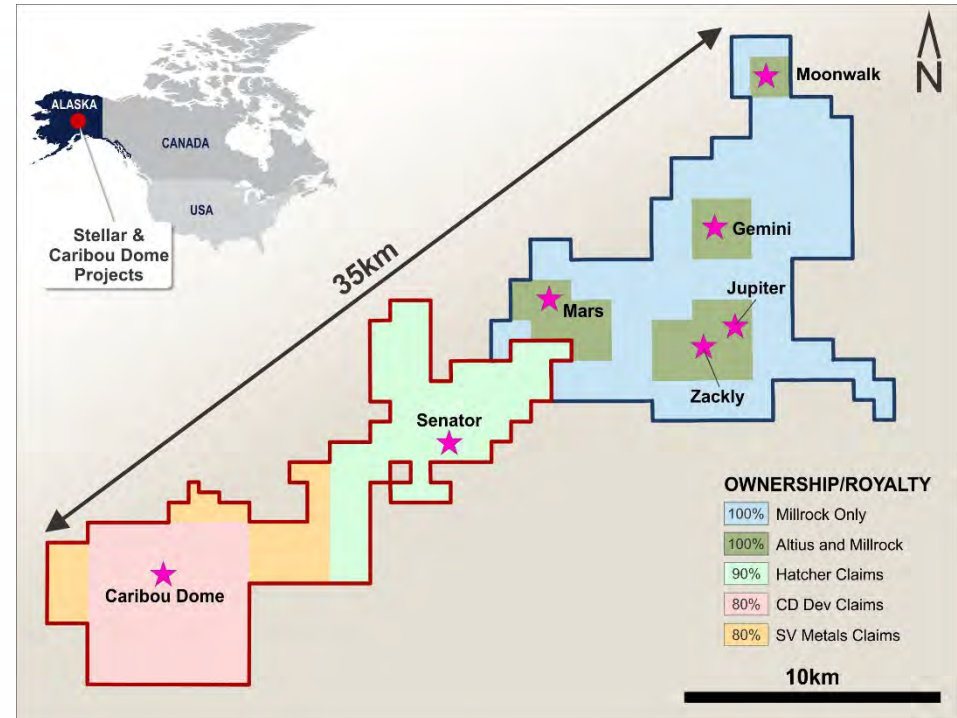 ALASKA
CANADA
USA
Stellar &
Caribou Dome
Projects
35km
N
Moonwalk
Gemini
Jupiter
Mars
Zackly
Senator
Caribou Dome
OWNERSHIP/ROYALTY
100% Millrock Only
100% Altius and Millrock
90% Hatcher Claims
80% CD Dev Claims
80% SV Metals Claims
10km